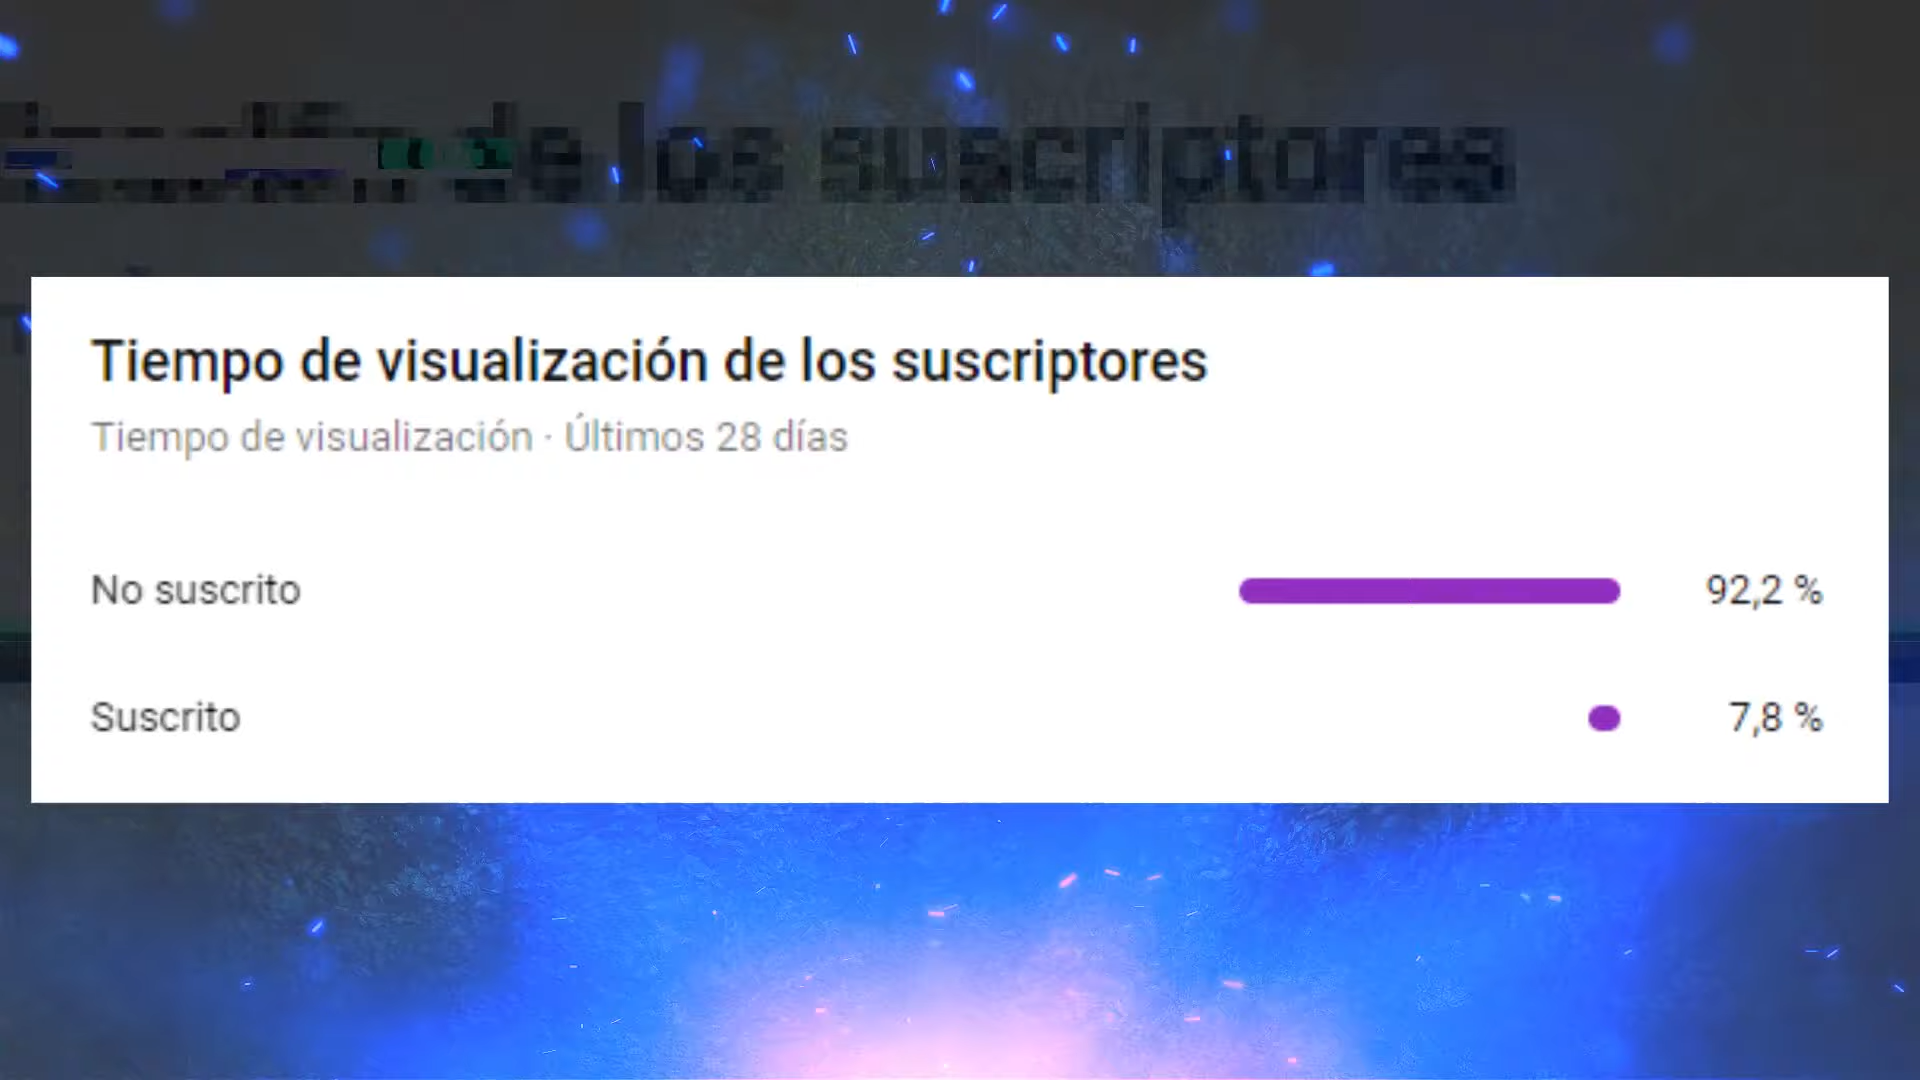 de los suscriptores
Tiempo de visualización de los suscriptores
Tiempo de visualización · Últimos 28 días
No suscrito
92,2 %
Suscrito
7,8 %